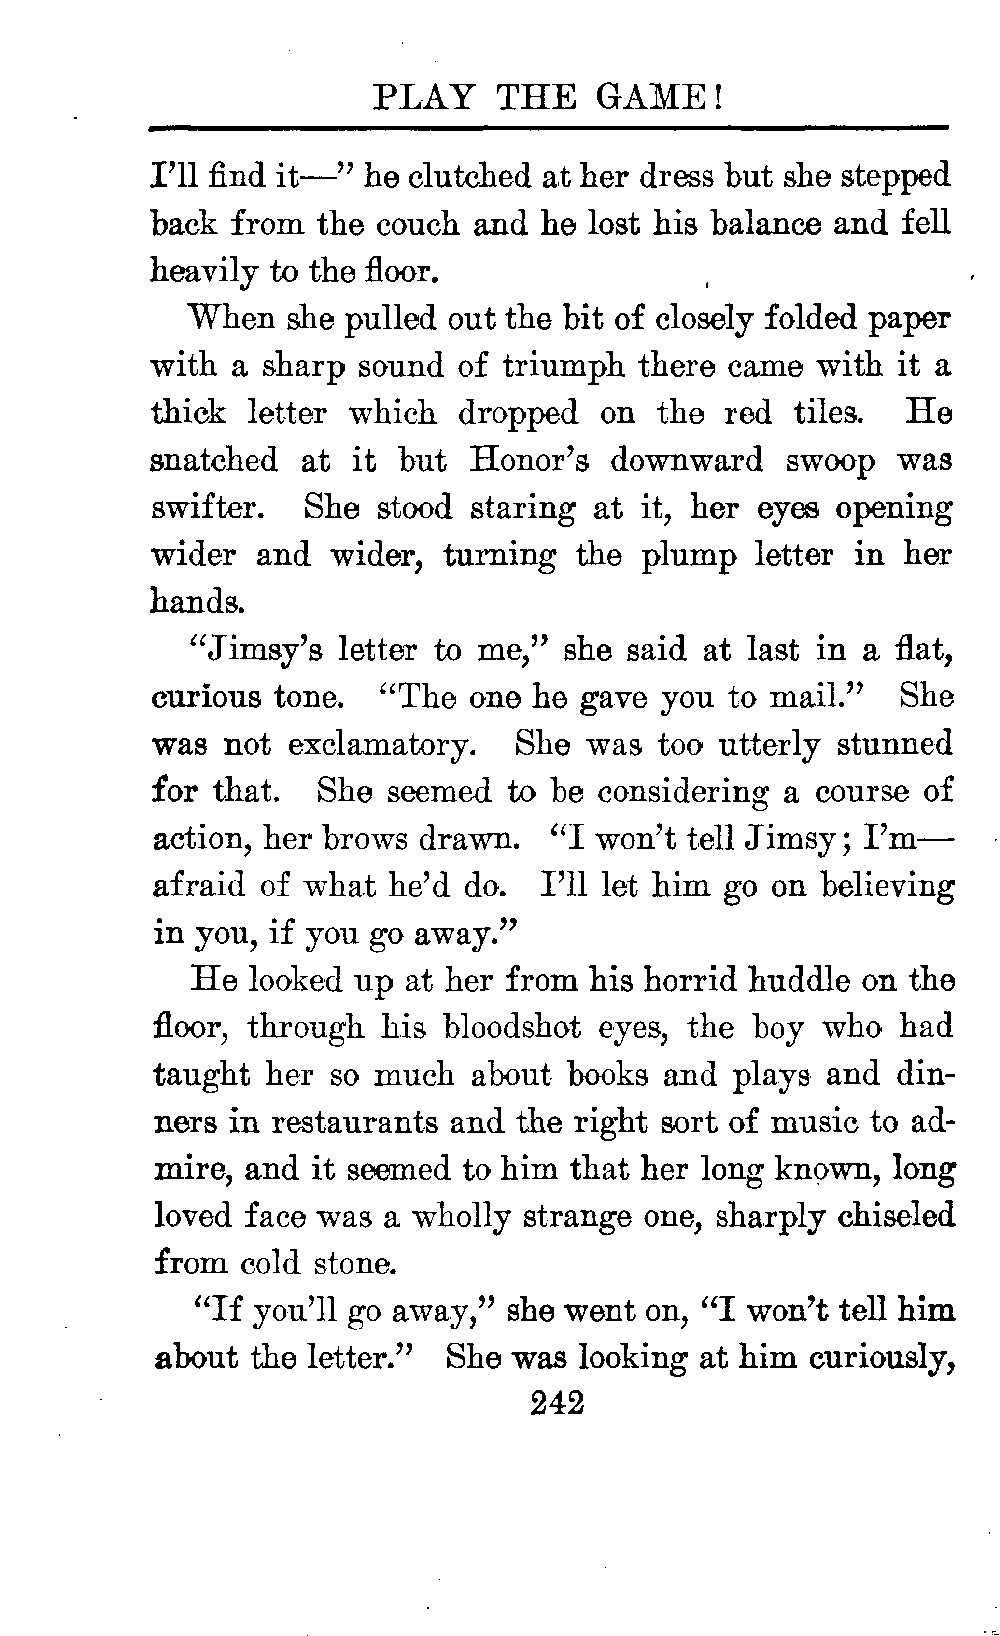 PLAY THE GAME!
I'll find it—" he clutched at her dress but she stepped
back from the couch and he lost his balance and fell
heavily to the floor.
When she pulled out the bit of closely folded paper
with a sharp sound of triumph there came with it a
thick letter which dropped on the red tiles. He
snatched at it but Honor's downward swoop was
swifter. She stood staring at it, her eyes opening
wider and wider, turning the plump letter in her
hands.
"Jimsy's letter to me," she said at last in a flat,
curious tone. "The one he gave you to mail." She
was not exclamatory. She was too utterly stunned
for that. She seemed to be considering a course of
action, her brows drawn. "I won't tell Jimsy; I'm—
afraid of what he'd do. I'll let him go on believing
in you, if you go away."
He looked up at her from his horrid huddle on the
floor, through his bloodshot eyes, the boy who had
taught her so much about books and plays and din-
ners in restaurants and the right sort of music to ad-
mire, and it seemed to him that her long known, long
loved face was a wholly strange one, sharply chiseled
from cold stone.
"If you'll go away," she went on, "I won't tell him
about the letter." She was looking at him curiously,
242